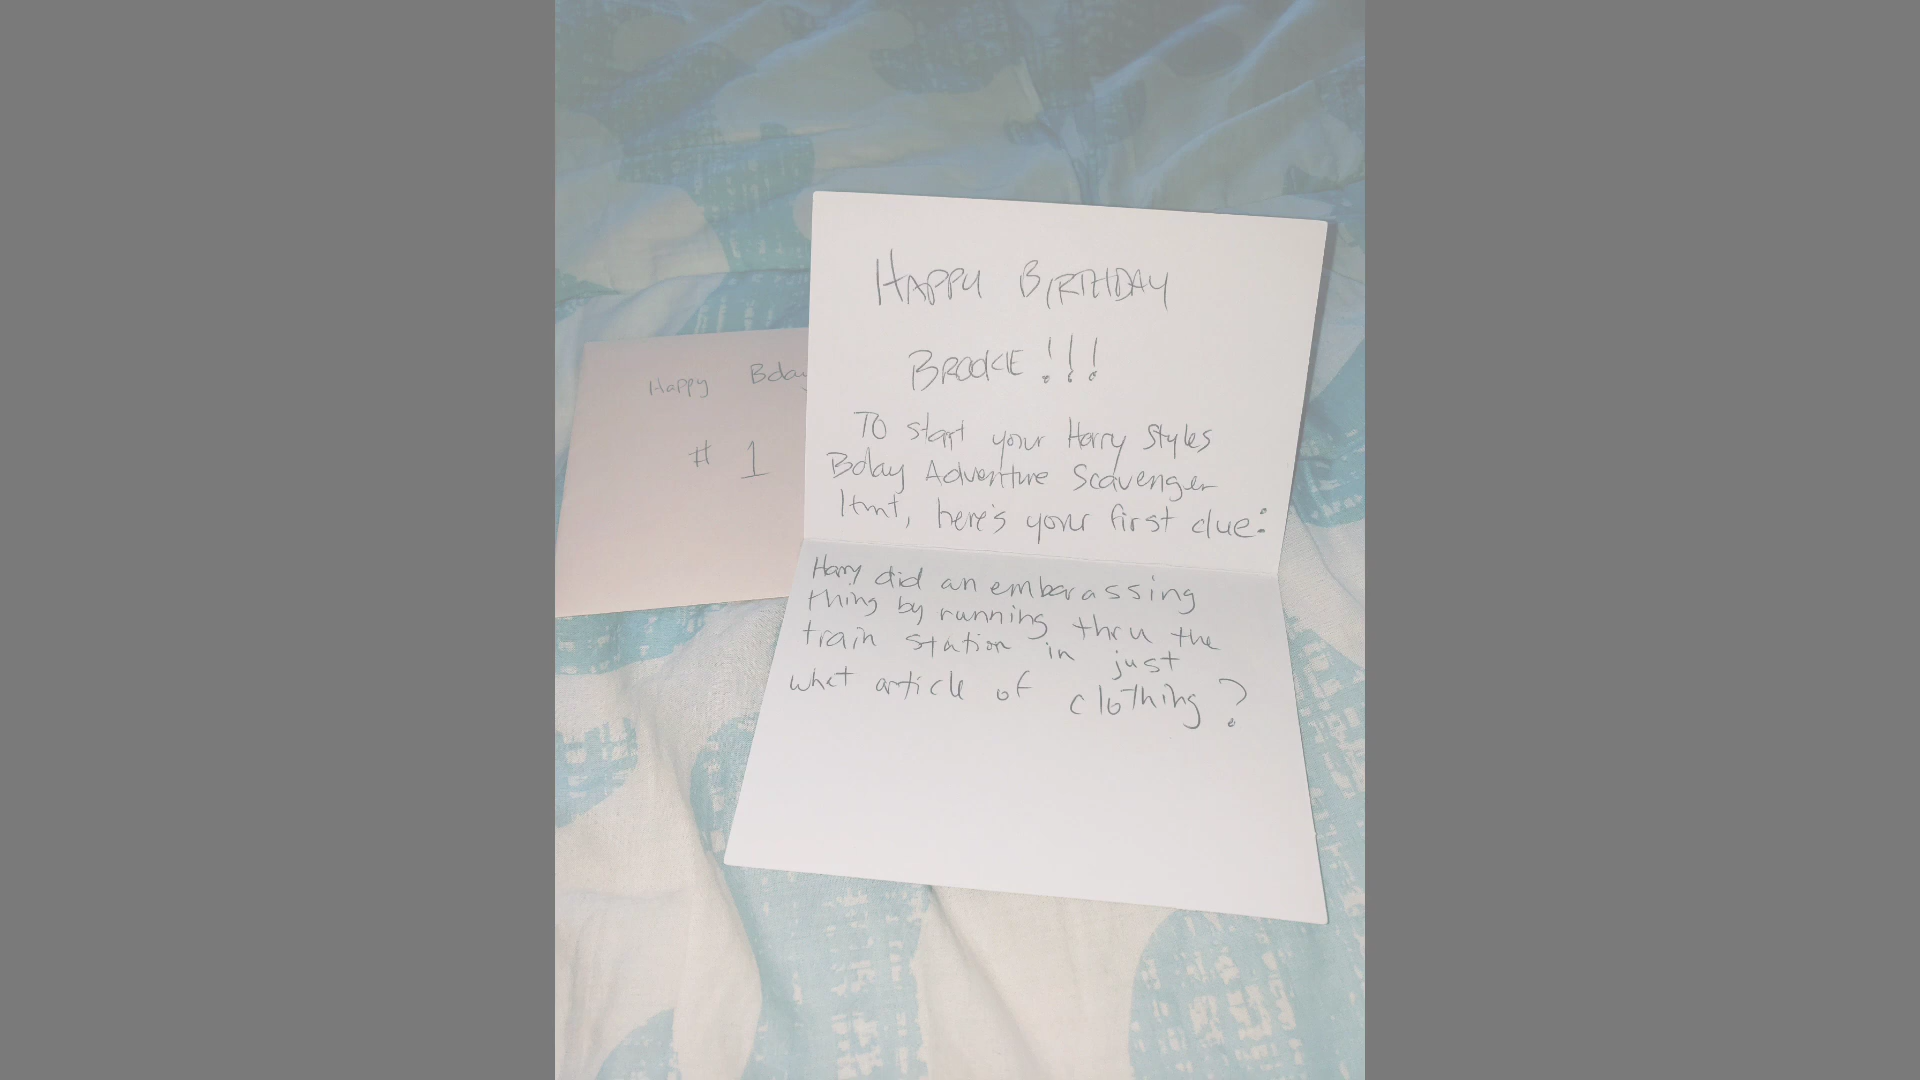 Happy Bday
# 1
HAPPY BIRTHDAY
BROOKE!!!
To start your Harry Styles
Bday Adventure Scavenger
Hunt, here's your first clue:
Harry did an embarassing
thing by running thru the
train station in just
what article of clothing?